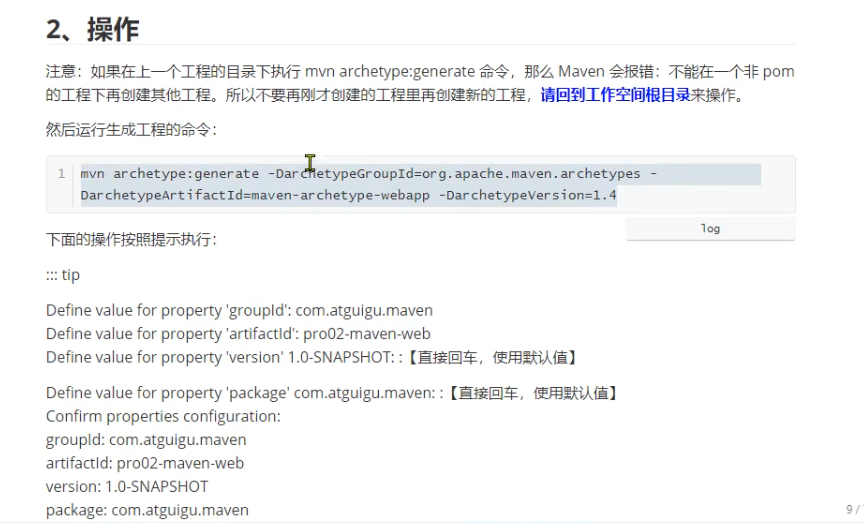 2、操作
注意：如果在上一个工程的目录下执行 mvn archetype:generate 命令，那么 Maven 会报错：不能在一个非 pom
的工程下再创建其他工程。所以不要再刚才创建的工程里再创建新的工程，请回到工作空间根目录来操作。
然后运行生成工程的命令：
1 mvn archetype:generate -DarchetypeGroupId=org.apache.maven.archetypes -
DarchetypeArtifactId=maven-archetype-webapp -DarchetypeVersion=1.4
log
下面的操作按照提示执行：
::: tip
Define value for property 'groupId': com.atguigu.maven
Define value for property 'artifactId': pro02-maven-web
Define value for property 'version' 1.0-SNAPSHOT: :【直接回车，使用默认值】
Define value for property 'package' com.atguigu.maven: :【直接回车，使用默认值】
Confirm properties configuration:
groupId: com.atguigu.maven
artifactId: pro02-maven-web
version: 1.0-SNAPSHOT
package: com.atguigu.maven
9 /